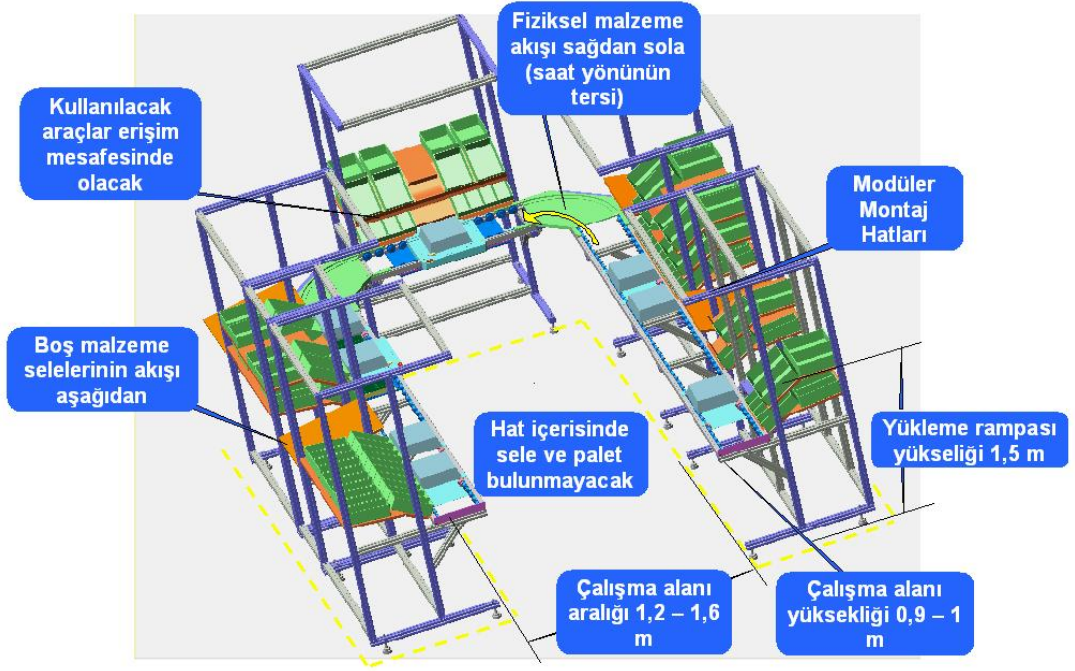 Fiziksel malzeme
akışı sağdan sola
(saat yönünün
tersi)
Kullanılacak
araçlar erişim
mesafesinde
olacak
Modüler
Montaj
Hatları
Boş malzeme
selelerinin akışı
aşağıdan
Hat içerisinde
sele ve palet
bulunmayacak
Yükleme rampası
yükseliği 1,5 m
Çalışma alanı
aralığı 1,2 – 1,6
m
Çalışma alanı
yüksekliği 0,9 – 1
m